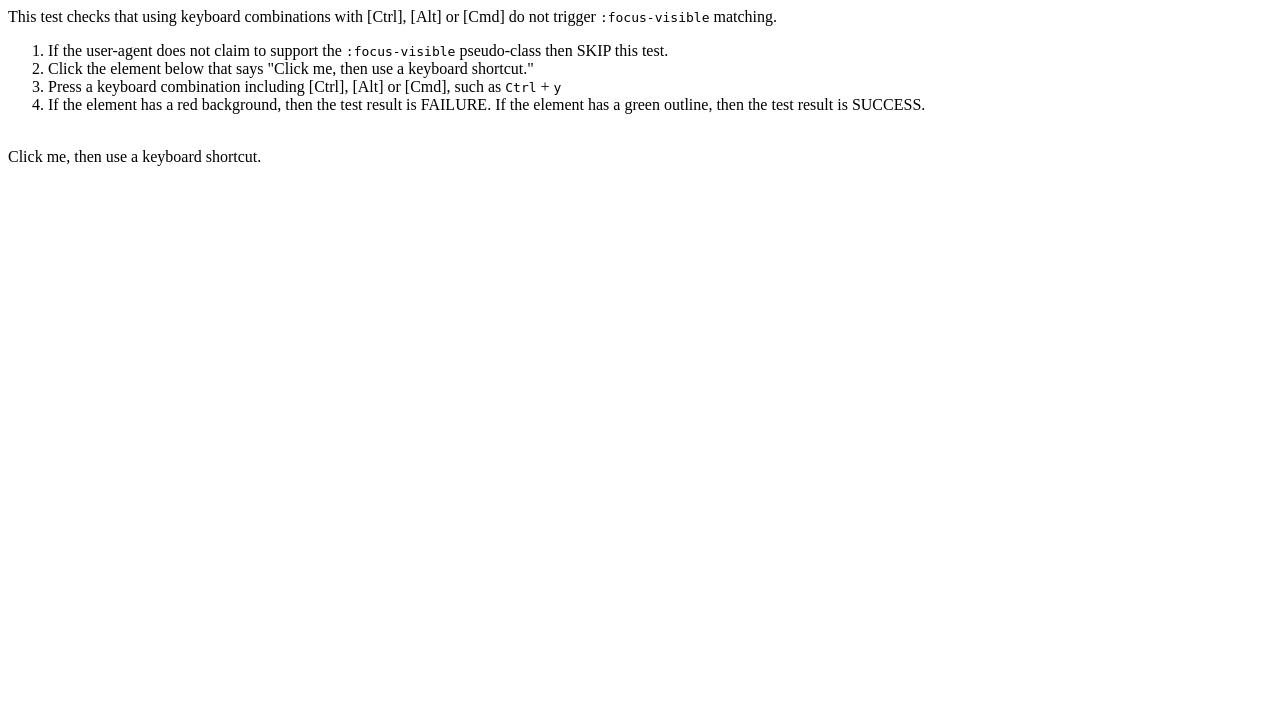 This test checks that using keyboard combinations with [Ctrl], [Alt] or [Cmd] do not trigger :focus-visible matching.
1. If the user-agent does not claim to support the :focus-visible pseudo-class then SKIP this test.
2. Click the element below that says "Click me, then use a keyboard shortcut."
3. Press a keyboard combination including [Ctrl], [Alt] or [Cmd], such as Ctrl + y
4. If the element has a red background, then the test result is FAILURE. If the element has a green outline, then the test result is SUCCESS.
Click me, then use a keyboard shortcut.